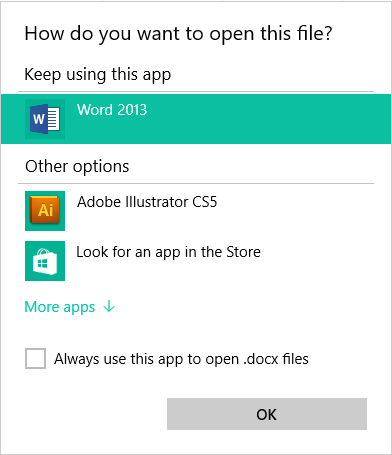 How do you want to open this file?
Keep using this app
W
Word 2013
Other options
Ai
Adobe Illustrator CS5
Look for an app in the Store
More apps ↓
Always use this app to open .docx files
OK